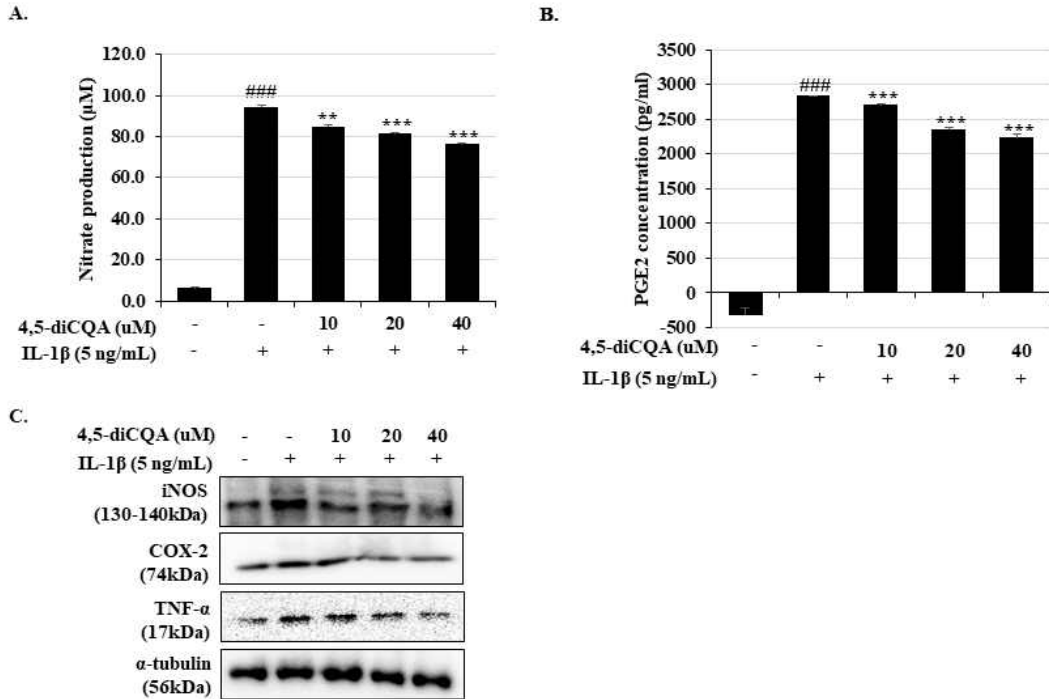 A.
Nitrate production (µM)
120.0
100.0
80.0
60.0
40.0
20.0
0.0
###
**
***
***
4,5-diCQA (uM) - - 10 20 40
IL-1β (5 ng/mL) - + + + +
B.
PGE2 concentration (pg/ml)
3500
3000
2500
2000
1500
1000
500
0
-500
###
***
***
***
4,5-diCQA (uM) - - 10 20 40
IL-1β (5 ng/mL) - + + + +
C.
4,5-diCQA (uM) - - 10 20 40
IL-1β (5 ng/mL) - + + + +
iNOS
(130-140kDa)
COX-2
(74kDa)
TNF-α
(17kDa)
α-tubulin
(56kDa)